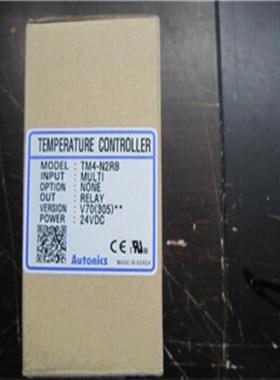 TEMPERATURE CONTROLLER
MODEL : TM4-N2RB
INPUT : MULTI
OPTION : NONE
OUT : RELAY
VERSION : V70(305)**
POWER : 24VDC
CE
Autonics
MADE IN KOREA